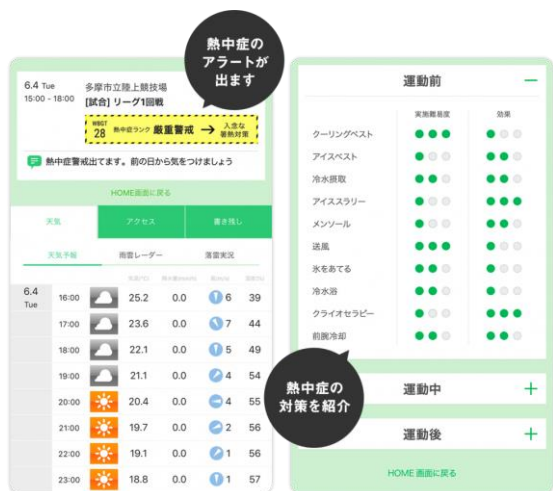 熱中症の
アラートが
出ます
6.4 Tue
15:00 - 18:00
多摩市立陸上競技場
[試合] リーグ1回戦
WBGT
28
熱中症ランク 厳重警戒 → 入念な
暑熱対策
熱中症警戒出てます。前の日から気をつけましょう
HOME画面に戻る
天気 アクセス 書き残し
天気予報 雨雲レーダー 落雷実況
6.4
Tue
16:00 25.2 0.0 6 39
17:00 23.6 0.0 7 44
18:00 22.1 0.0 5 49
19:00 21.1 0.0 4 54
20:00 20.4 0.0 4 55
21:00 19.7 0.0 2 56
22:00 19.1 0.0 1 56
23:00 18.8 0.0 1 57
運動前 −
実施難易度 効果
クーリングベスト
アイスベスト
冷水摂取
アイススラリー
メンソール
送風
氷をあてる
冷水浴
クライオセラピー
前腕冷却
熱中症の
対策を紹介
運動中 +
運動後 +
HOME 画面に戻る